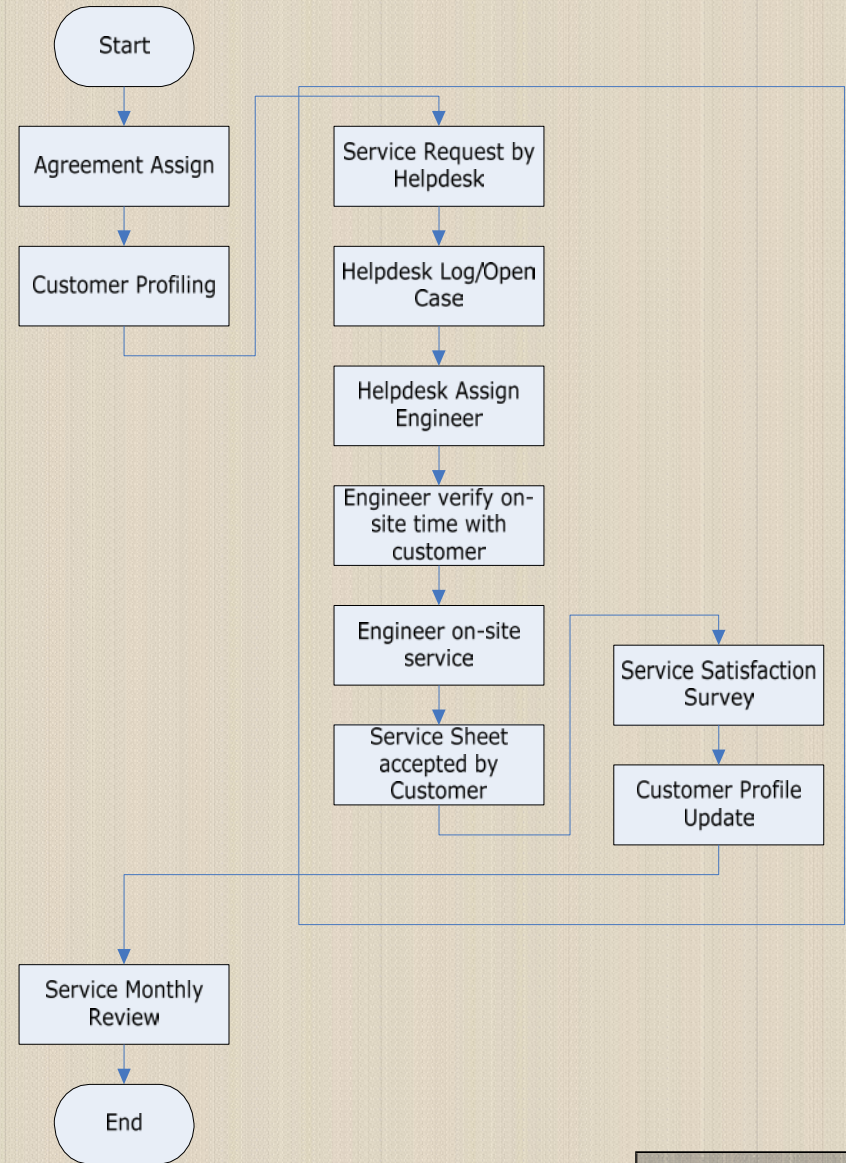 Start
Agreement Assign
Customer Profiling
Service Request by
Helpdesk
Helpdesk Log/Open
Case
Helpdesk Assign
Engineer
Engineer verify on-
site time with
customer
Engineer on-site
service
Service Sheet
accepted by
Customer
Service Satisfaction
Survey
Customer Profile
Update
Service Monthly
Review
End